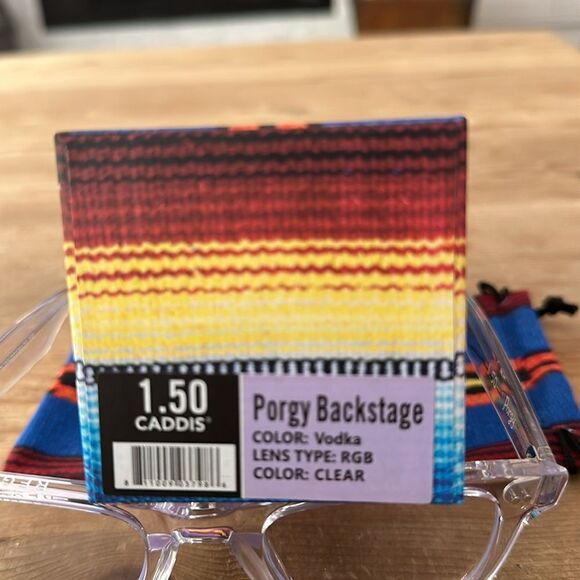 1.50
CADDIS®
Porgy Backstage
COLOR: Vodka
LENS TYPE: RGB
COLOR: CLEAR